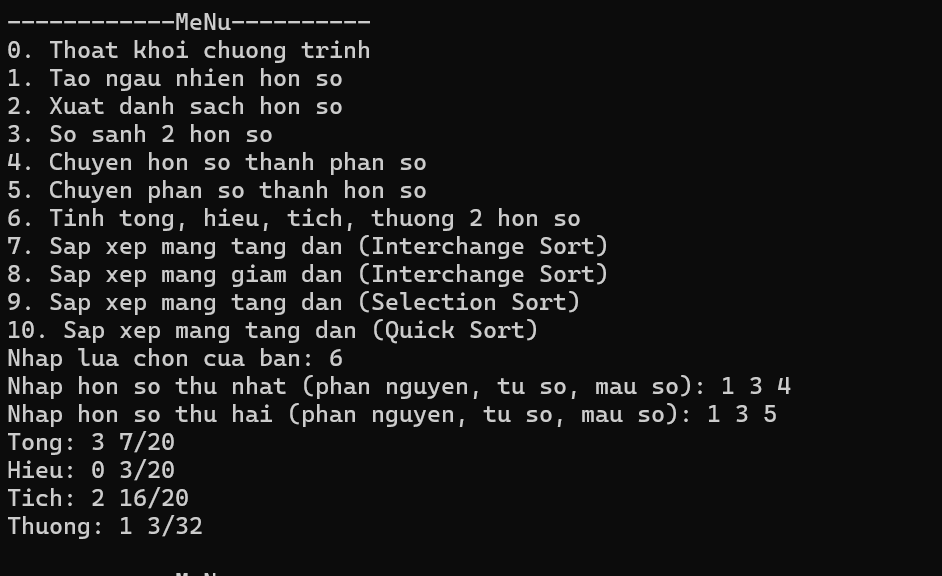 ------------MeNu----------
0. Thoat khoi chuong trinh
1. Tao ngau nhien hon so
2. Xuat danh sach hon so
3. So sanh 2 hon so
4. Chuyen hon so thanh phan so
5. Chuyen phan so thanh hon so
6. Tinh tong, hieu, tich, thuong 2 hon so
7. Sap xep mang tang dan (Interchange Sort)
8. Sap xep mang giam dan (Interchange Sort)
9. Sap xep mang tang dan (Selection Sort)
10. Sap xep mang tang dan (Quick Sort)
Nhap lua chon cua ban: 6
Nhap hon so thu nhat (phan nguyen, tu so, mau so): 1 3 4
Nhap hon so thu hai (phan nguyen, tu so, mau so): 1 3 5
Tong: 3 7/20
Hieu: 0 3/20
Tich: 2 16/20
Thuong: 1 3/32